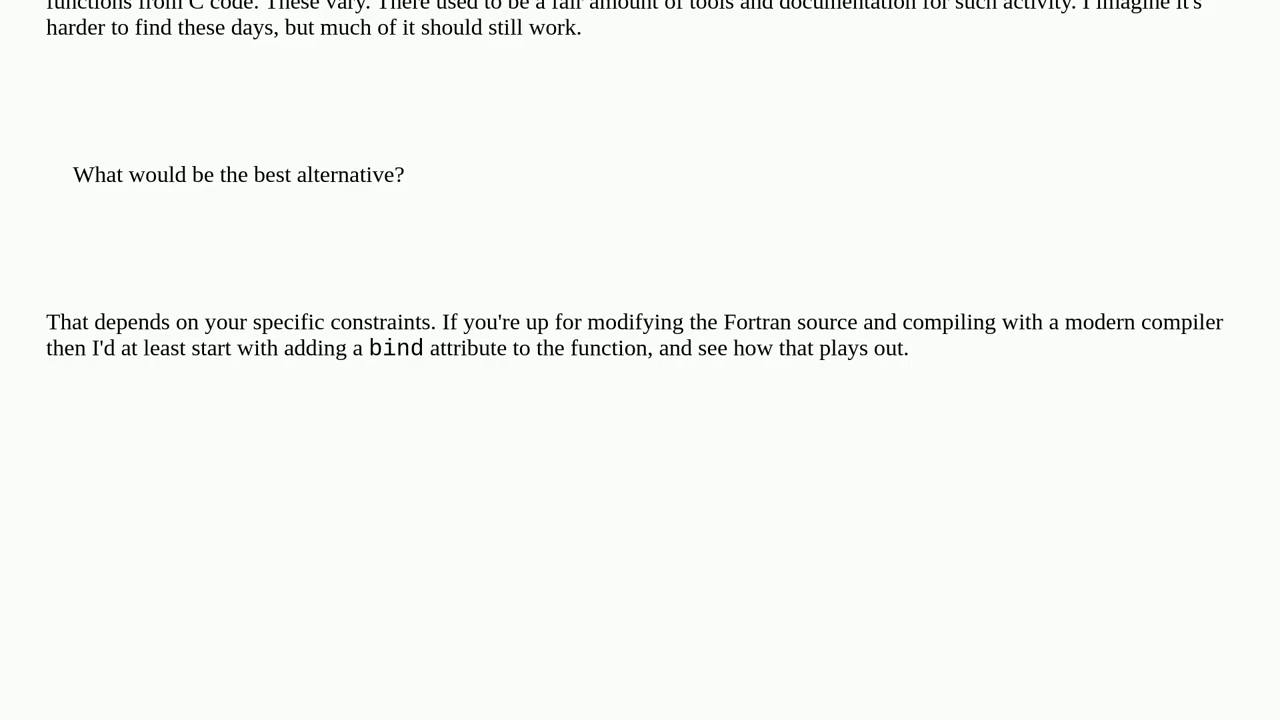 functions from C code. These vary. There used to be a fair amount of tools and documentation for such activity. I imagine it's
harder to find these days, but much of it should still work.
What would be the best alternative?
That depends on your specific constraints. If you're up for modifying the Fortran source and compiling with a modern compiler
then I'd at least start with adding a bind attribute to the function, and see how that plays out.